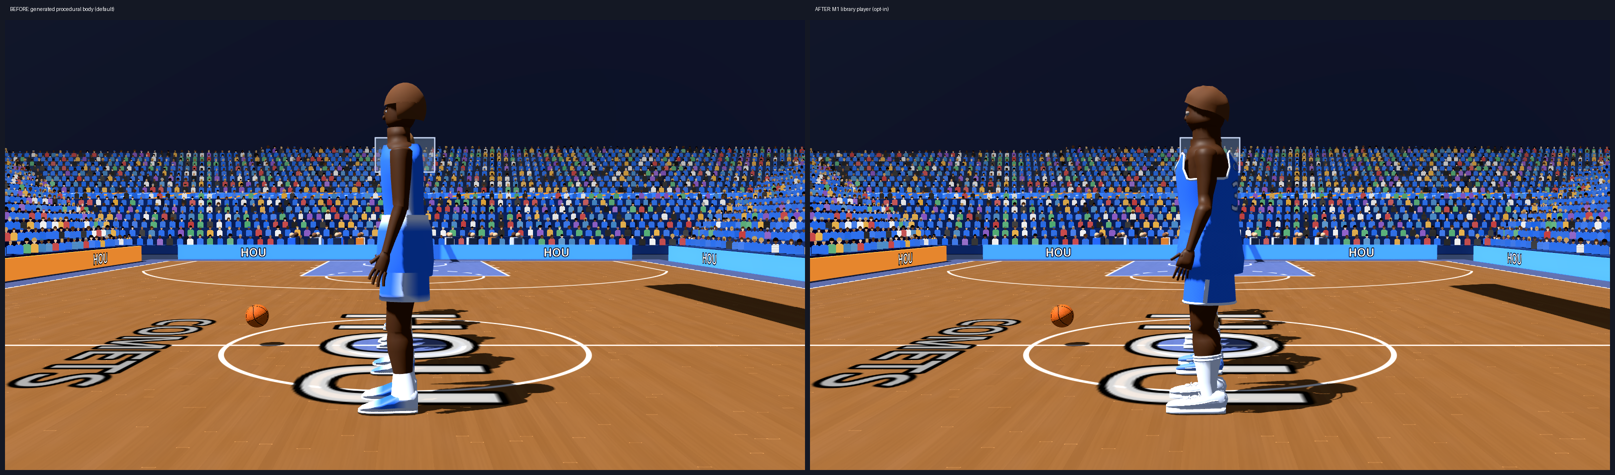 BEFORE generated procedural body (default)
AFTER M1 library player (opt-in)
HOU
HOU
HOU
HOU
HOU
HOU
HOU
HOU
COMETS
COMETS
HOU
HOU